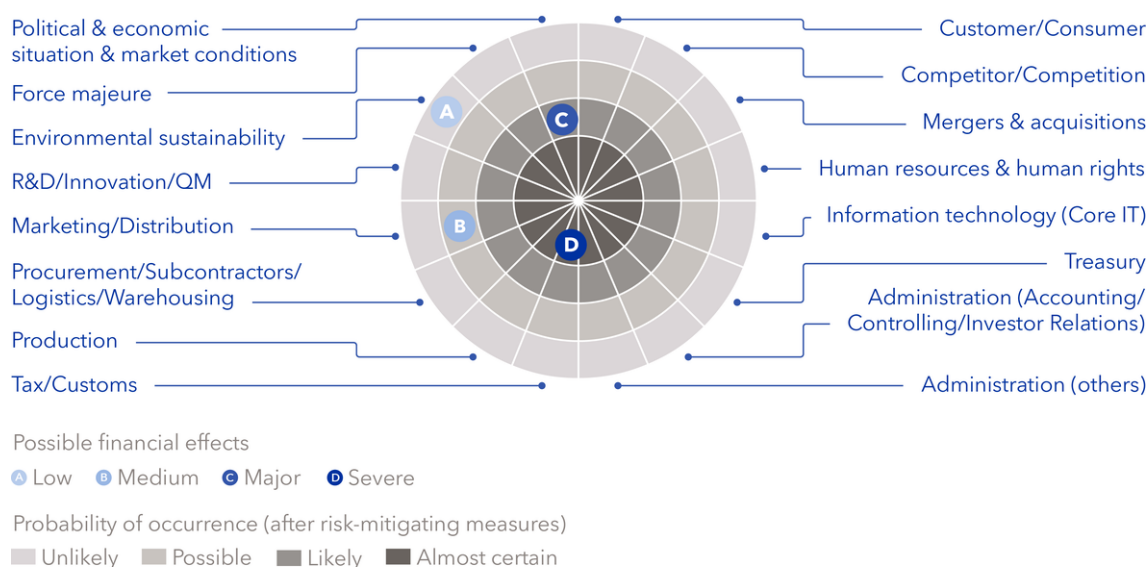 Political & economic
situation & market conditions
Force majeure
Environmental sustainability
R&D/Innovation/QM
Marketing/Distribution
Procurement/Subcontractors/
Logistics/Warehousing
Production
Tax/Customs
A
B
C
D
Customer/Consumer
Competitor/Competition
Mergers & acquisitions
Human resources & human rights
Information technology (Core IT)
Treasury
Administration (Accounting/
Controlling/Investor Relations)
Administration (others)
Possible financial effects
A Low B Medium C Major D Severe
Probability of occurrence (after risk-mitigating measures)
Unlikely Possible Likely Almost certain